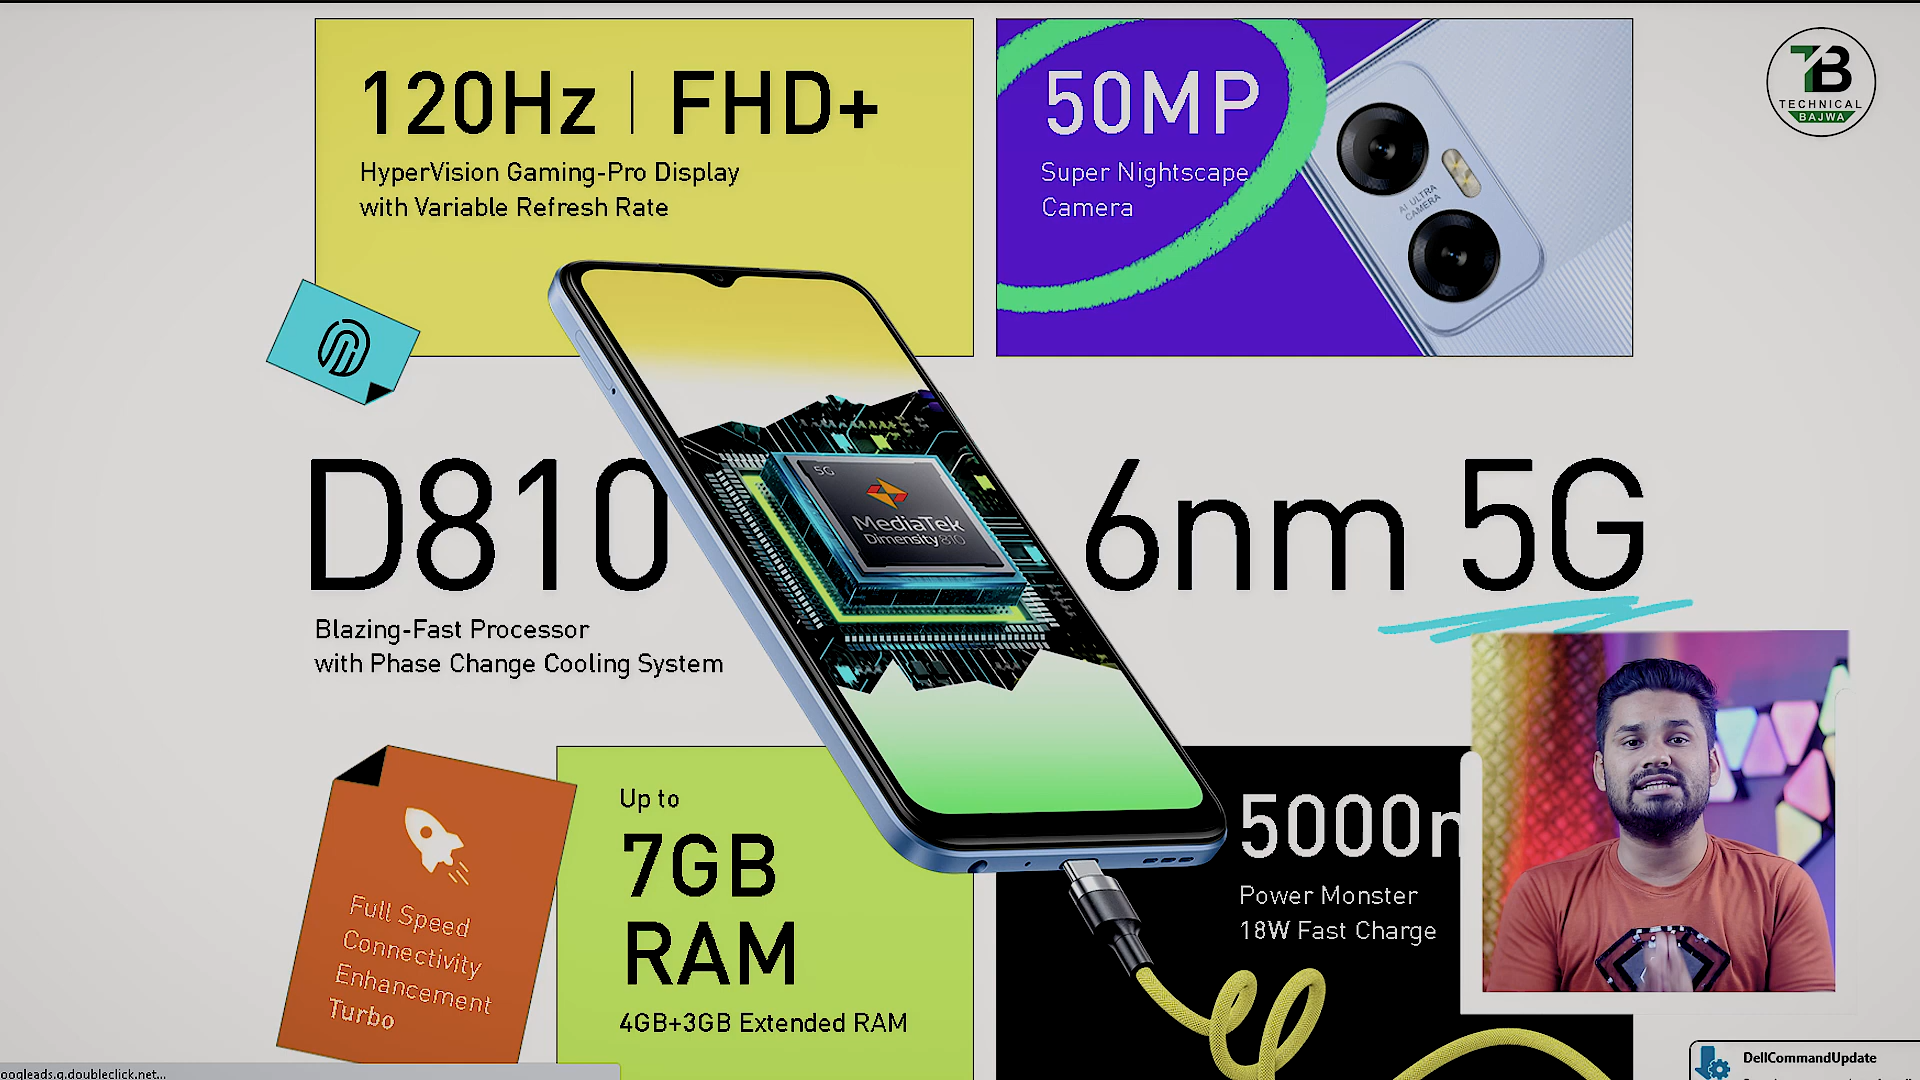 120Hz | FHD+
HyperVision Gaming-Pro Display
with Variable Refresh Rate
50MP
Super Nightscape
Camera
AI ULTRA
CAMERA
TB
TECHNICAL
BAJWA
D810
6nm 5G
5G
MediaTek
Dimensity 810
Blazing-Fast Processor
with Phase Change Cooling System
Full Speed
Connectivity
Enhancement
Turbo
Up to
7GB
RAM
4GB+3GB Extended RAM
5000
Power Monster
18W Fast Charge
DellCommandUpdate
oogleads.g.doubleclick.net...